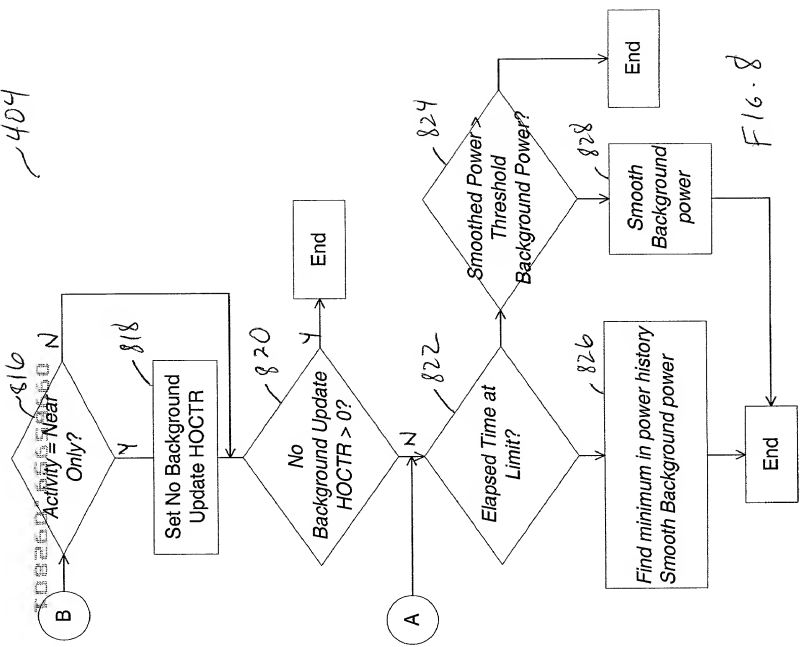 404
B
816
Activity = Near
Only?
N
Y
818
Set No Background
Update HOCTR
820
No
Background Update
HOCTR > 0?
Y
End
N
A
822
Elapsed Time at
Limit?
824
Smoothed Power >
Threshold
Background Power?
End
826
Find minimum in power history
Smooth Background power
828
Smooth
Background
power
End
FIG. 8